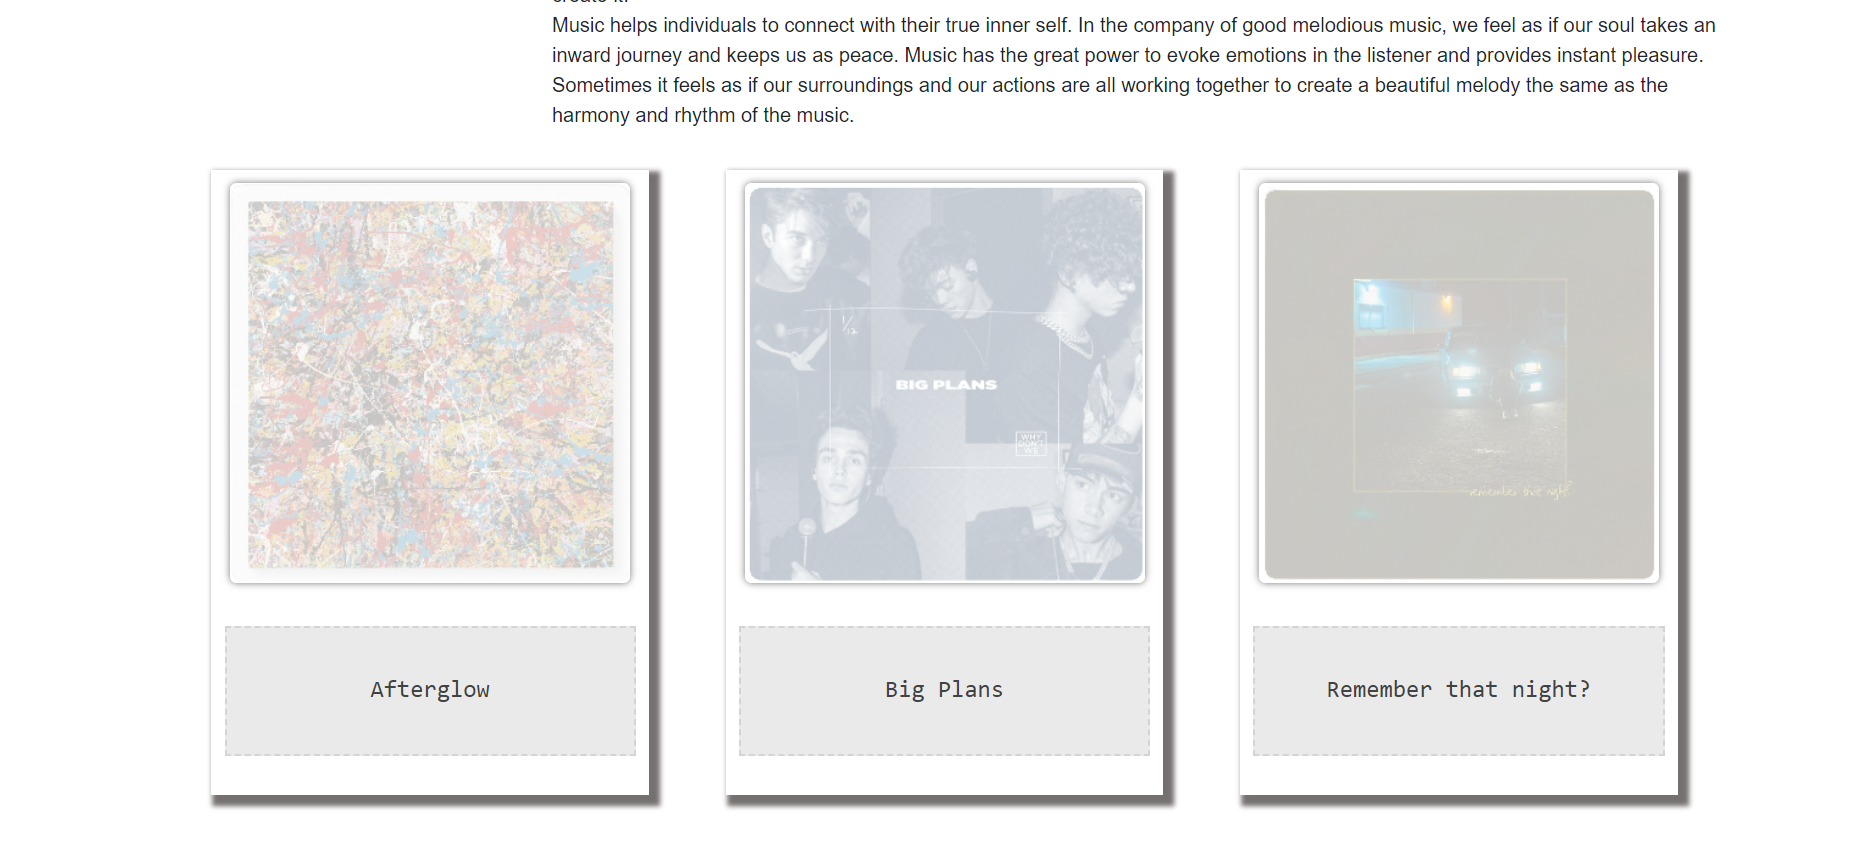 Music helps individuals to connect with their true inner self. In the company of good melodious music, we feel as if our soul takes an
inward journey and keeps us as peace. Music has the great power to evoke emotions in the listener and provides instant pleasure.
Sometimes it feels as if our surroundings and our actions are all working together to create a beautiful melody the same as the
harmony and rhythm of the music.
1/12
BIG PLANS
WHY
DON'T
WE
remember that night?
Afterglow
Big Plans
Remember that night?